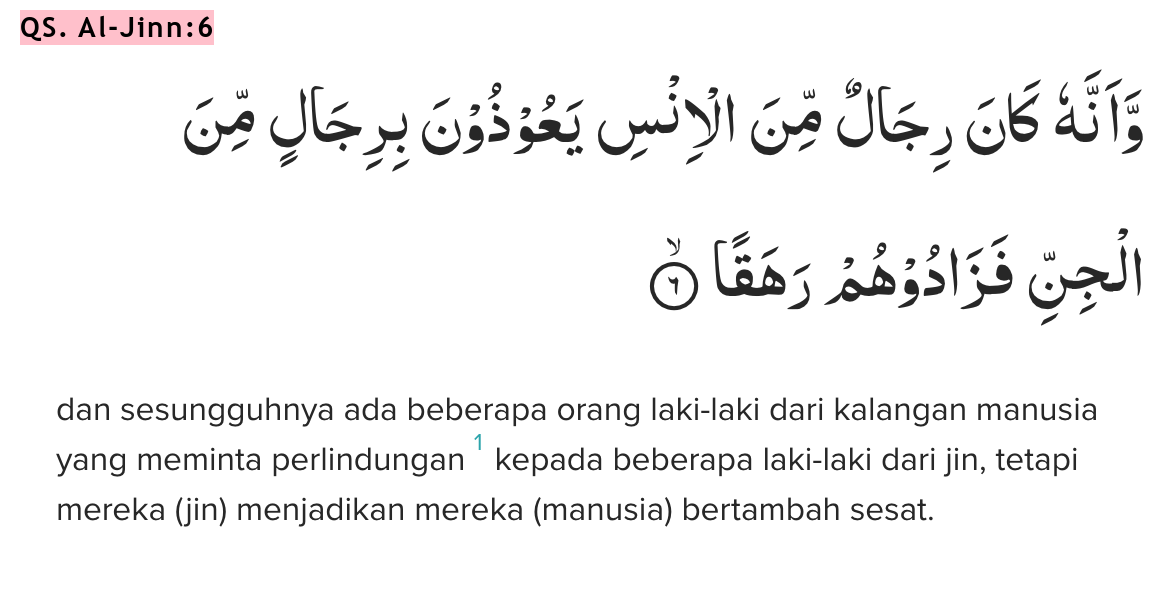 QS. Al-Jinn:6
وَّاَنَّهٗ كَانَ رِجَالٌ مِّنَ الْاِنْسِ يَعُوْذُوْنَ بِرِجَالٍ مِّنَ
الْجِنِّ فَزَادُوْهُمْ رَهَقًاۙ ٦
dan sesungguhnya ada beberapa orang laki-laki dari kalangan manusia
yang meminta perlindungan 1 kepada beberapa laki-laki dari jin, tetapi
mereka (jin) menjadikan mereka (manusia) bertambah sesat.